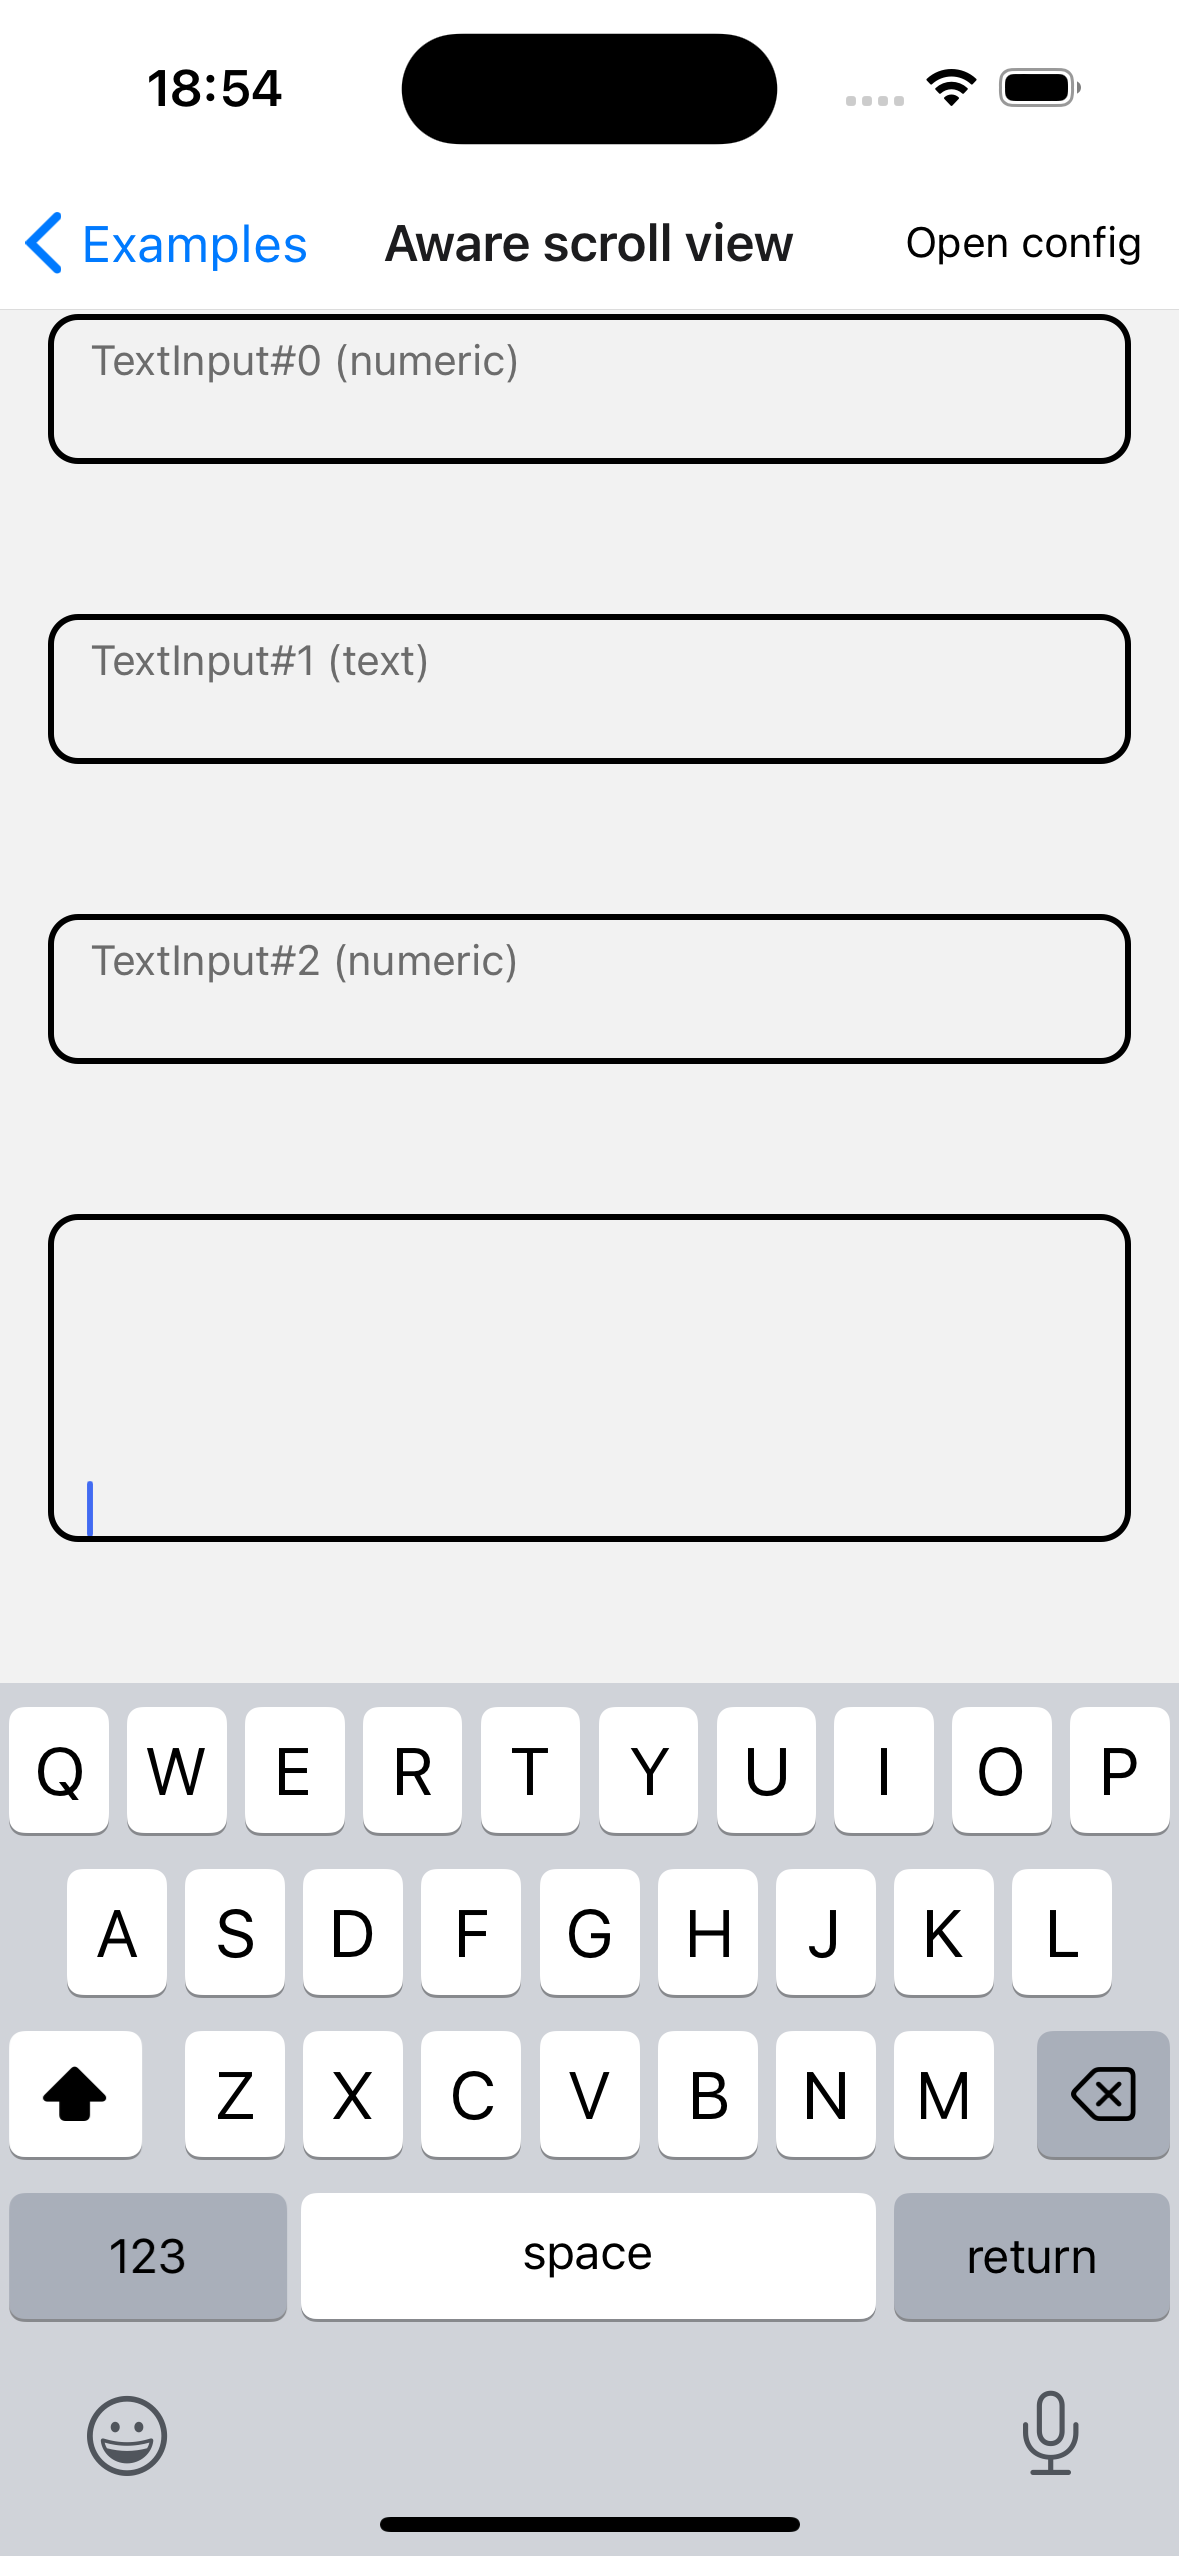 18:54
Examples Aware scroll view Open config
TextInput#0 (numeric)
TextInput#1 (text)
TextInput#2 (numeric)
Q W E R T Y U I O P
A S D F G H J K L
Z X C V B N M
123 space return